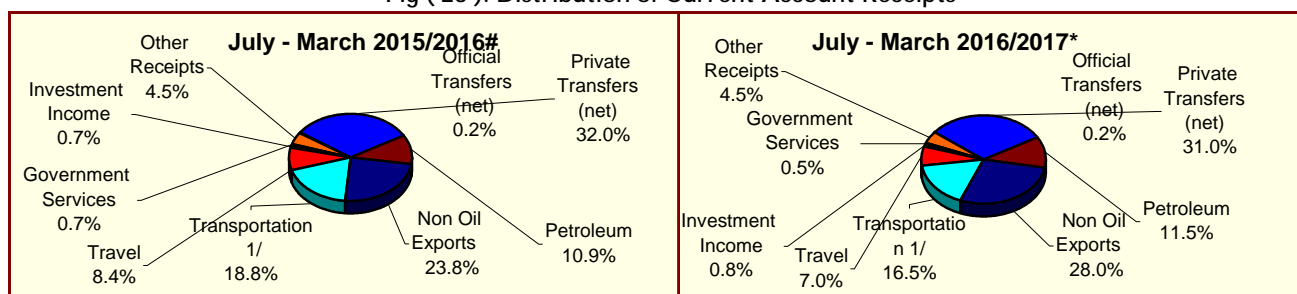 Fig Distribution of Current Account Receipts
July - March 2015/2016#
Other
Receipts
4.5%
Official
Transfers
(net)
0.2%
Private
Transfers
(net)
32.0%
Investment
Income
0.7%
Government
Services
0.7%
Travel
8.4%
Transportation
1/
18.8%
Non Oil
Exports
23.8%
Petroleum
10.9%
July - March 2016/2017*
Other
Receipts
4.5%
Official
Transfers
(net)
0.2%
Private
Transfers
(net)
31.0%
Government
Services
0.5%
Investment
Income
0.8%
Travel
7.0%
Transportatio
n 1/
16.5%
Non Oil
Exports
28.0%
Petroleum
11.5%